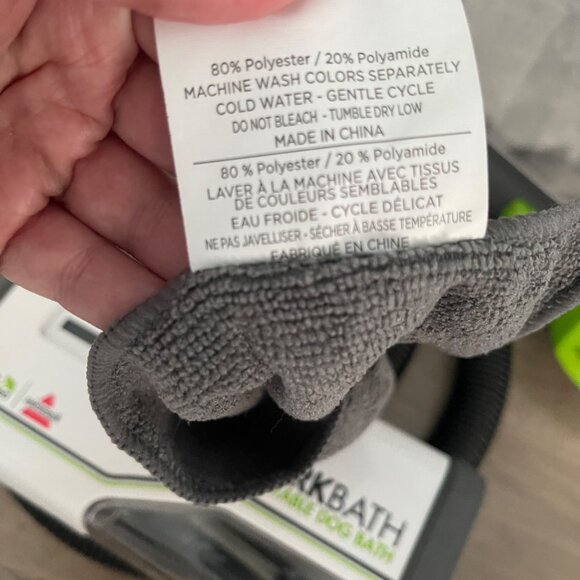 80% Polyester / 20% Polyamide
MACHINE WASH COLORS SEPARATELY
COLD WATER - GENTLE CYCLE
DO NOT BLEACH - TUMBLE DRY LOW
MADE IN CHINA
80 % Polyester / 20 % Polyamide
LAVER À LA MACHINE AVEC TISSUS
DE COULEURS SEMBLABLES
EAU FROIDE - CYCLE DÉLICAT
NE PAS JAVELLISER - SÉCHER À BASSE TEMPÉRATURE
FABRIQUÉ EN CHINE
RKBATH
ABLE DOG BATH